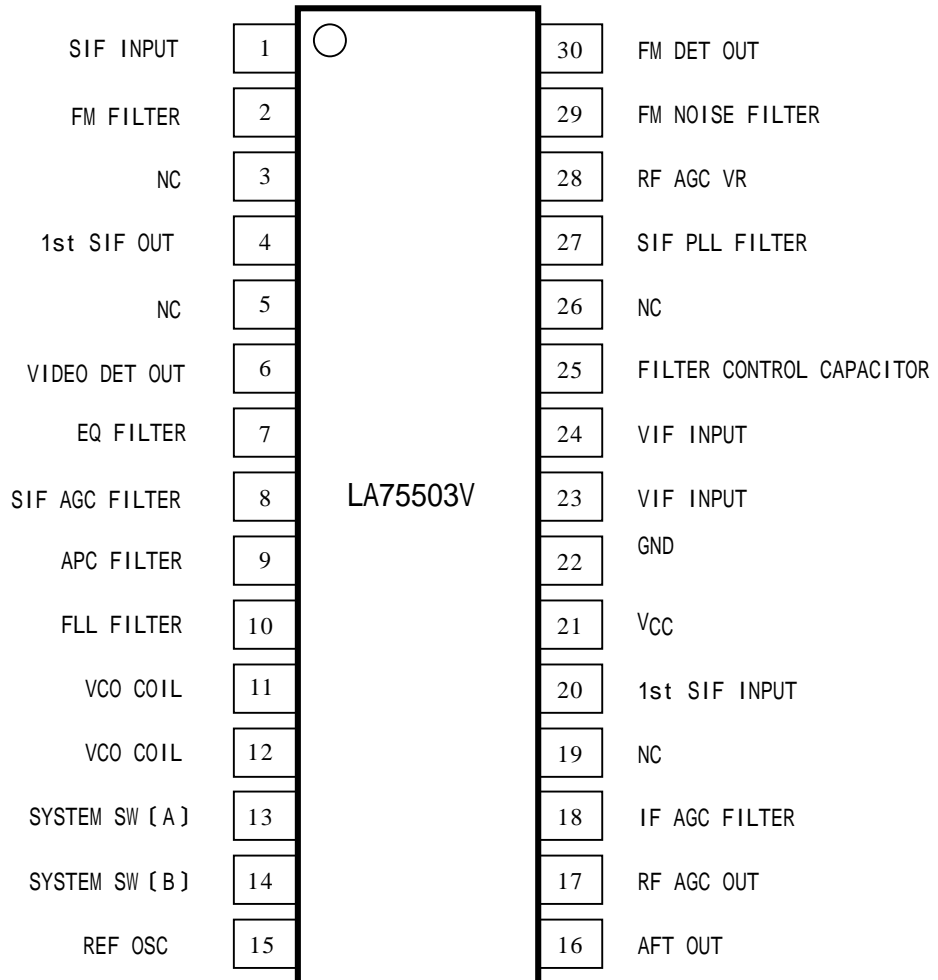 SIF INPUT 1 30 FM DET OUT
FM FILTER 2 29 FM NOISE FILTER
NC 3 28 RF AGC VR
1st SIF OUT 4 27 SIF PLL FILTER
NC 5 26 NC
VIDEO DET OUT 6 25 FILTER CONTROL CAPACITOR
EQ FILTER 7 24 VIF INPUT
SIF AGC FILTER 8 LA75503V 23 VIF INPUT
APC FILTER 9 22 GND
FLL FILTER 10 21 VCC
VCO COIL 11 20 1st SIF INPUT
VCO COIL 12 19 NC
SYSTEM SW〔A〕 13 18 IF AGC FILTER
SYSTEM SW〔B〕 14 17 RF AGC OUT
REF OSC 15 16 AFT OUT